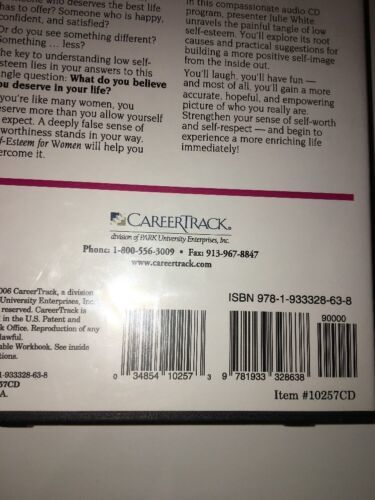 who deserves the best life
has to offer? Someone who is happy,
confident, and satisfied?
Or do you see something different?
Something ... less?
The key to understanding low self-
esteem lies in your answers to this
single question: What do you believe
you deserve in your life?
you're like many women, you
deserve more than you allow yourself
expect. A deeply false sense of
worthiness stands in your way.
f-Esteem for Women will help you
ercome it.
In this compassionate audio CD
program, presenter Julie White
unravels the painful tangle of low
self-esteem. You'll explore its root
causes and practical suggestions for
building a more positive self-image
from the inside out.
You'll laugh, you'll have fun —
and most of all, you'll gain a more
accurate, hopeful, and empowering
picture of who you really are.
Strengthen your sense of self-worth
and self-respect — and begin to
experience a more enriching life
immediately!
CAREERTRACK®
division of PARK University Enterprises, Inc.
Phone: 1-800-556-3009 • Fax: 913-967-8847
www.careertrack.com
006 CareerTrack, a division
University Enterprises, Inc.
reserved. CareerTrack is
in the U.S. Patent and
k Office. Reproduction of any
lawful.
able Workbook. See inside
tions.
1-933328-63-8
57CD
A.
ISBN 978-1-933328-63-8
90000
0 34854 10257 3
9 781933 328638
Item #10257CD